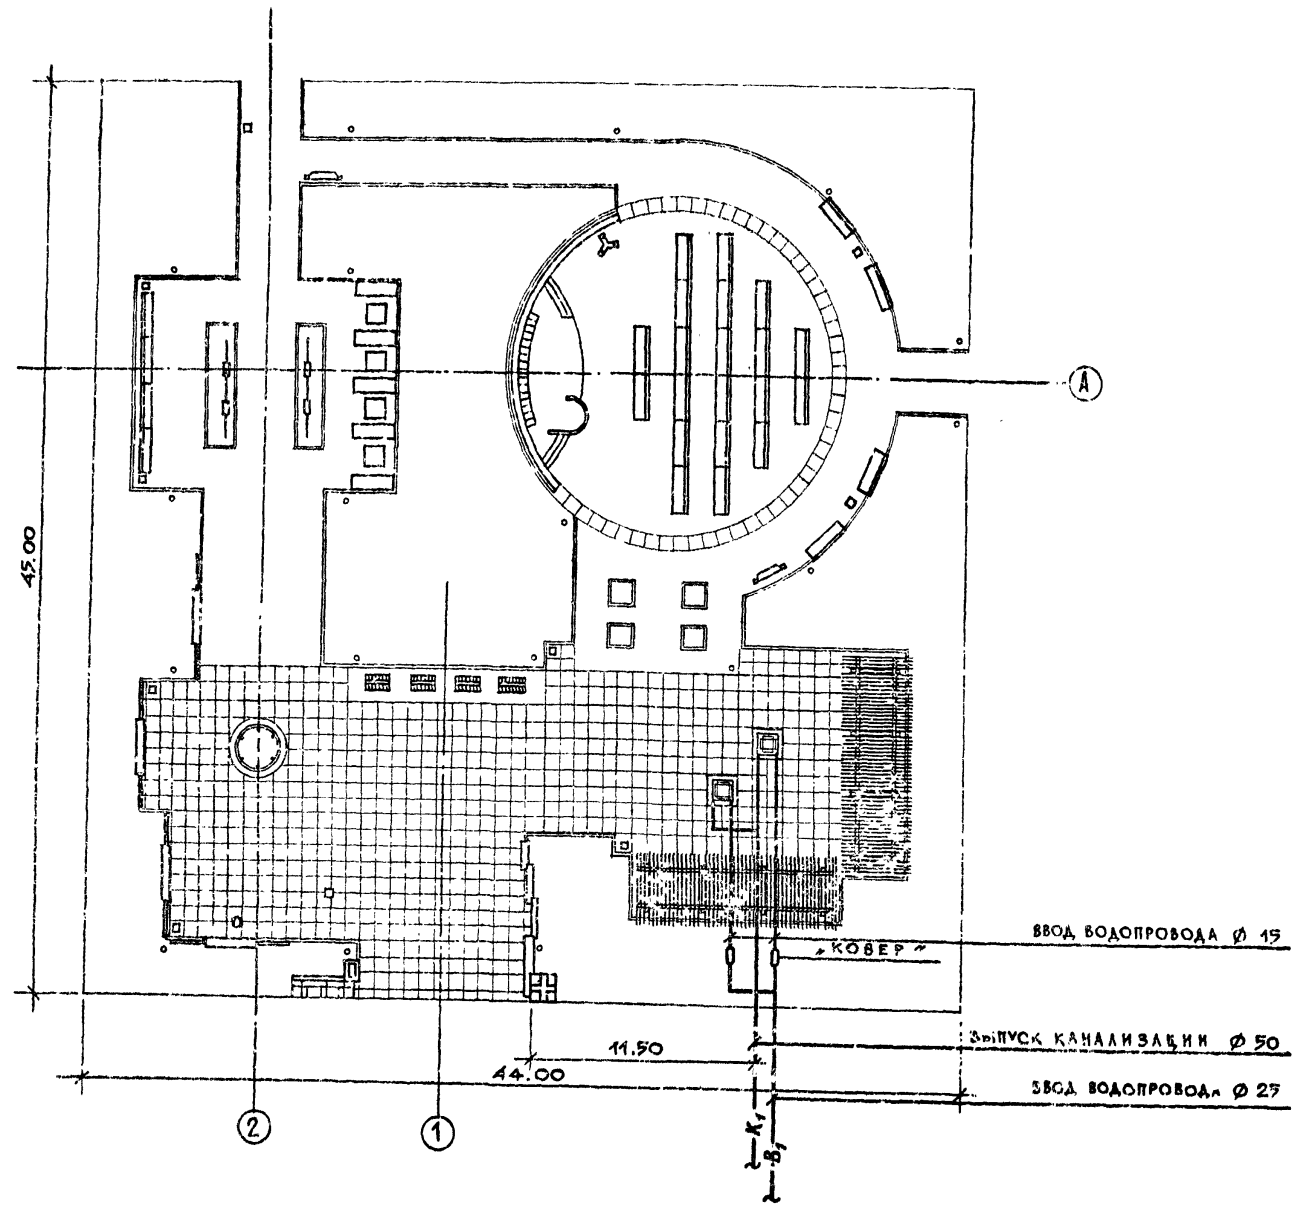 А
45.00
ВВОД ВОДОПРОВОДА Ø 15
„КОВЕР"
ВЫПУСК КАНАЛИЗАЦИИ Ø 50
11.50
44.00
ВВОД ВОДОПРОВОДА Ø 25
2
1
К1
В1